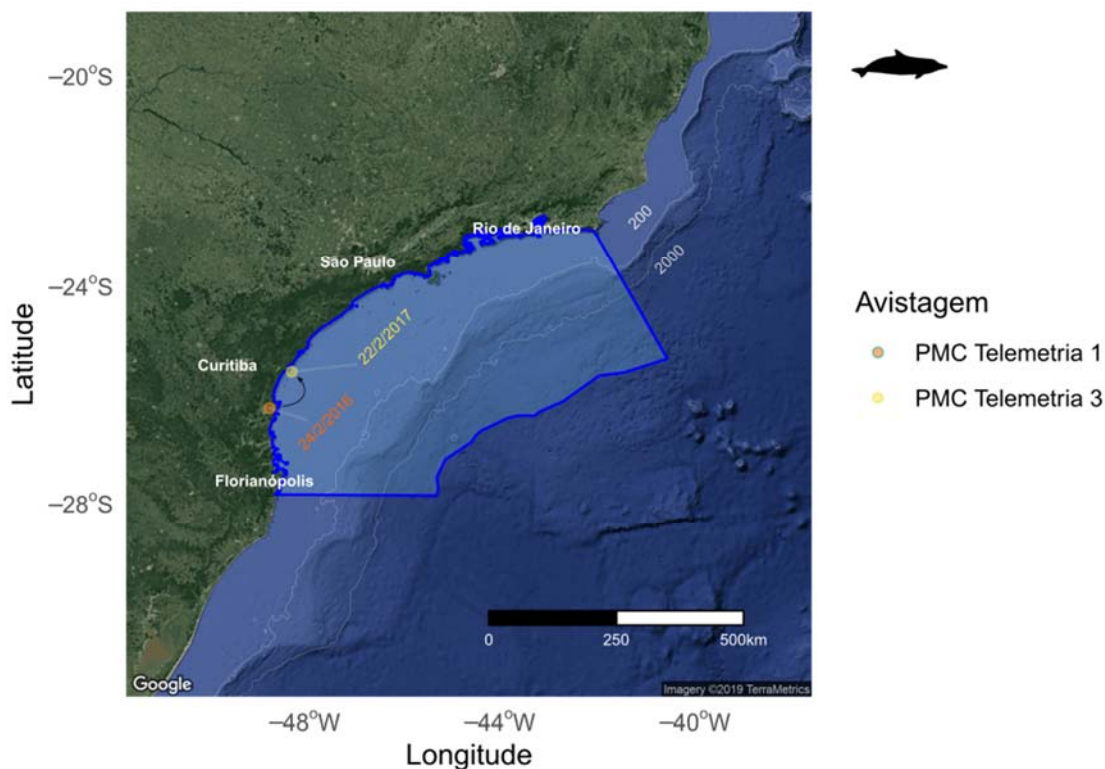 −20°S
−24°S
−28°S
Latitude
Rio de Janeiro
São Paulo
Curitiba
Florianópolis
200
2000
22/2/2017
24/2/2016
0
250
500km
Google
Imagery ©2019 TerraMetrics
−48°W
−44°W
−40°W
Longitude
Avistagem
PMC Telemetria 1
PMC Telemetria 3